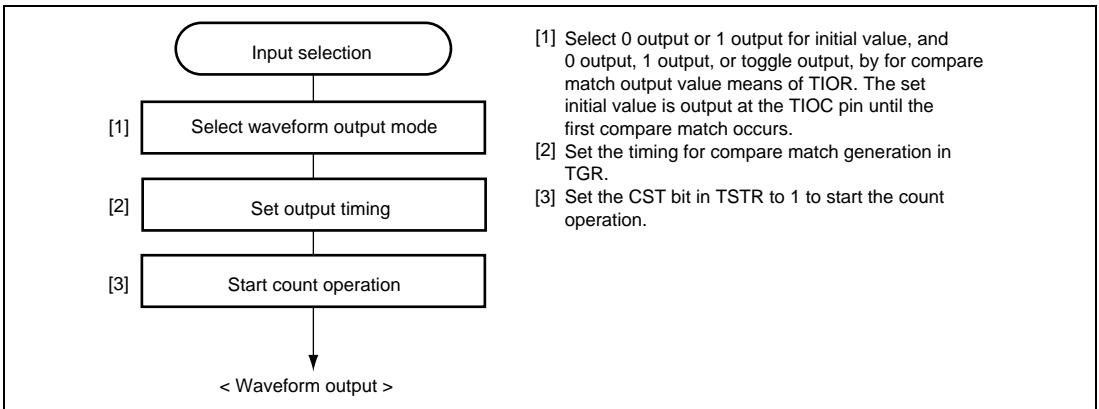 Input selection
[1] Select waveform output mode
[2] Set output timing
[3] Start count operation
< Waveform output >
[1] Select 0 output or 1 output for initial value, and
0 output, 1 output, or toggle output, by for compare
match output value means of TIOR. The set
initial value is output at the TIOC pin until the
first compare match occurs.
[2] Set the timing for compare match generation in
TGR.
[3] Set the CST bit in TSTR to 1 to start the count
operation.